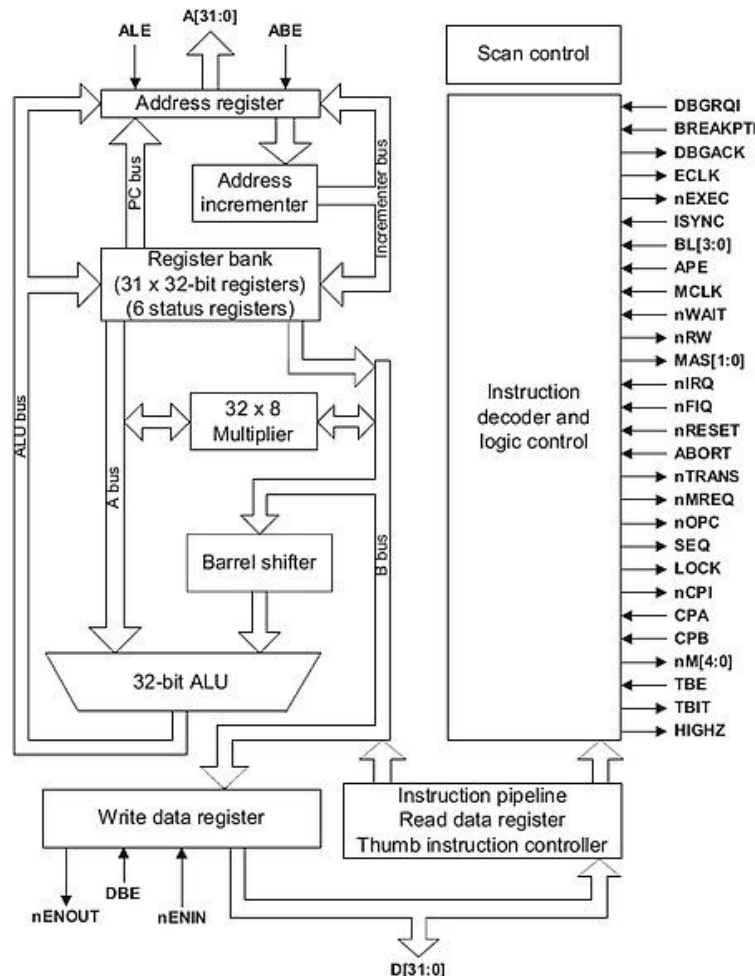 A[31:0]
ALE
ABE
Scan control
Address register
DBGRQI
BREAKPTI
DBGACK
ECLK
nEXEC
ISYNC
BL[3:0]
APE
MCLK
nWAIT
nRW
MAS[1:0]
nIRQ
nFIQ
nRESET
ABORT
nTRANS
nMREQ
nOPC
SEQ
LOCK
nCPI
CPA
CPB
nM[4:0]
TBE
TBIT
HIGHZ
PC bus
Address
incrementer
Incrementer bus
Register bank
(31 x 32-bit registers)
(6 status registers)
Instruction
decoder and
logic control
ALU bus
A bus
32 x 8
Multiplier
B bus
Barrel shifter
32-bit ALU
Write data register
Instruction pipeline
Read data register
Thumb instruction controller
nENOUT
DBE
nENIN
D[31:0]